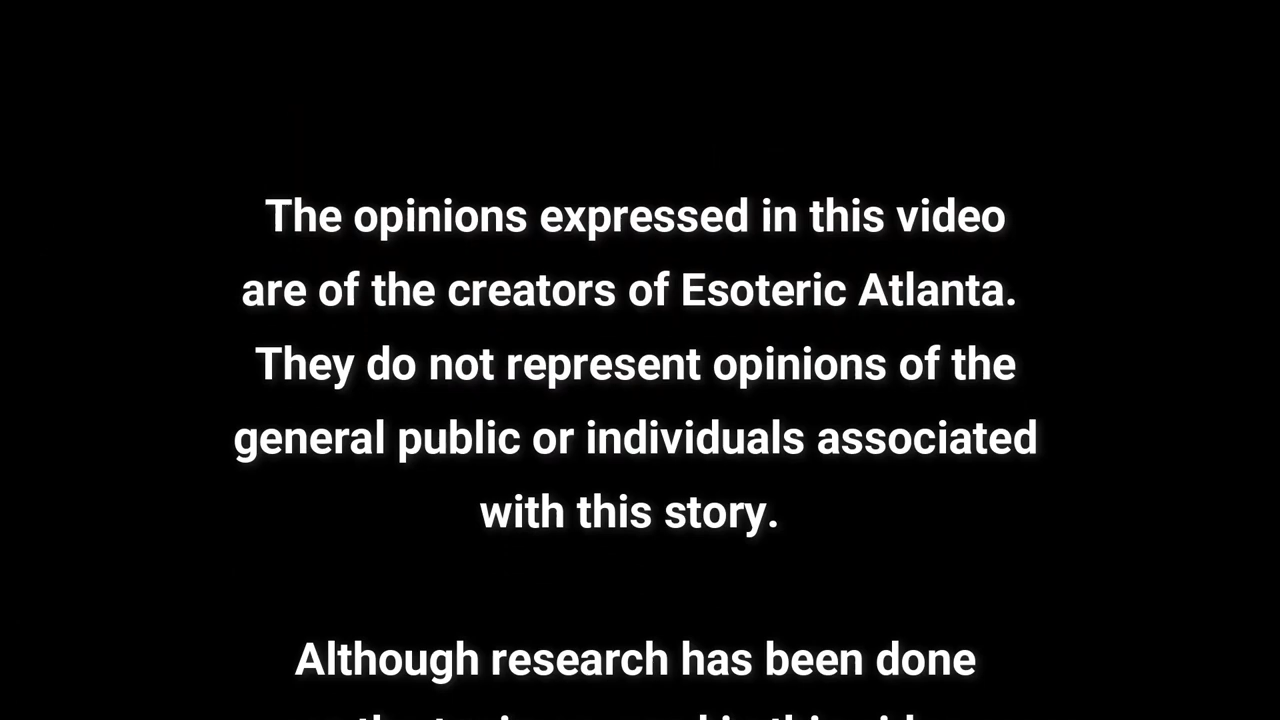 The opinions expressed in this video
are of the creators of Esoteric Atlanta.
They do not represent opinions of the
general public or individuals associated
with this story.
Although research has been done